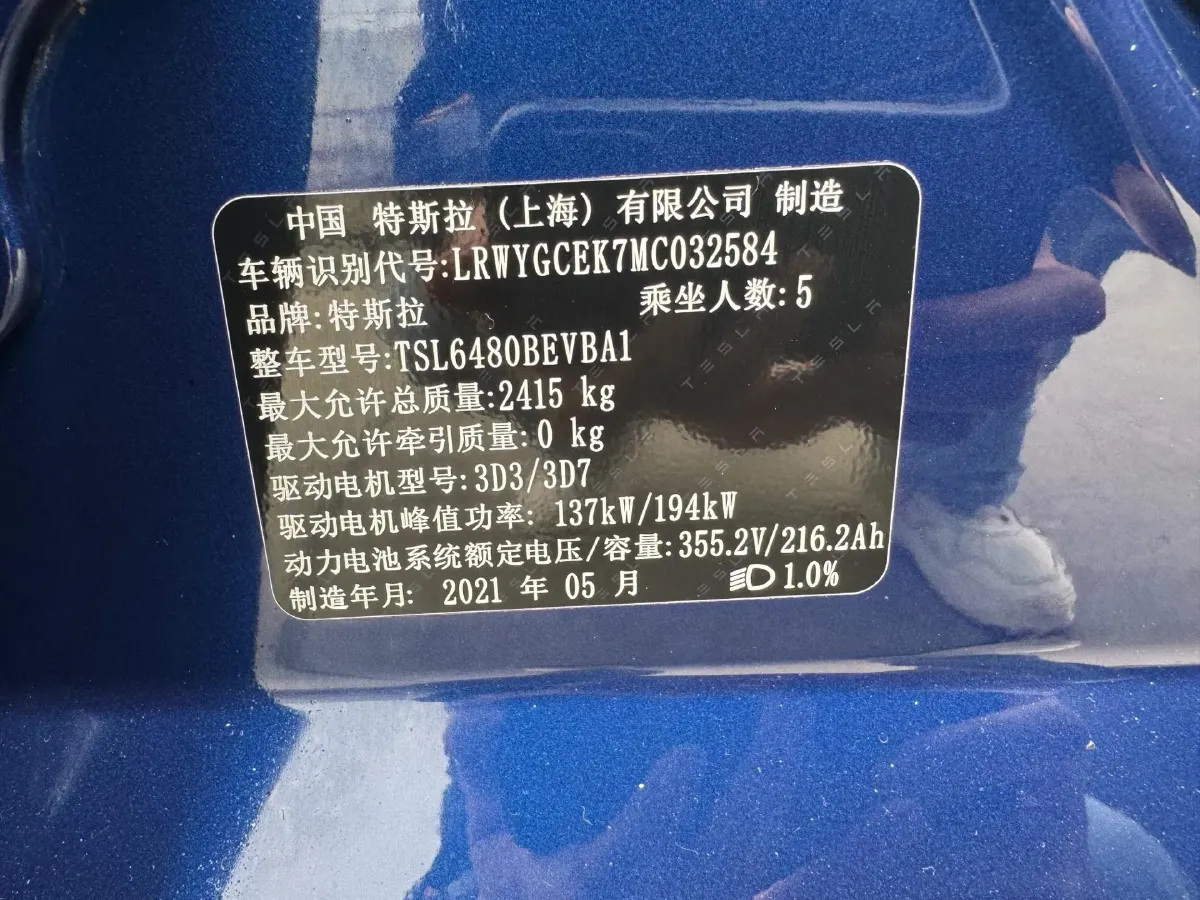 中国 特斯拉 (上海) 有限公司 制造
车辆识别代号:LRWYGCEK7MC032584
品牌:特斯拉 乘坐人数:5
整车型号:TSL6480BEVBA1
最大允许总质量:2415 kg
最大允许牵引质量:0 kg
驱动电机型号:3D3/3D7
驱动电机峰值功率: 137kW/194kW
动力电池系统额定电压/容量:355.2V/216.2Ah
制造年月: 2021 年 05 月 1.0%